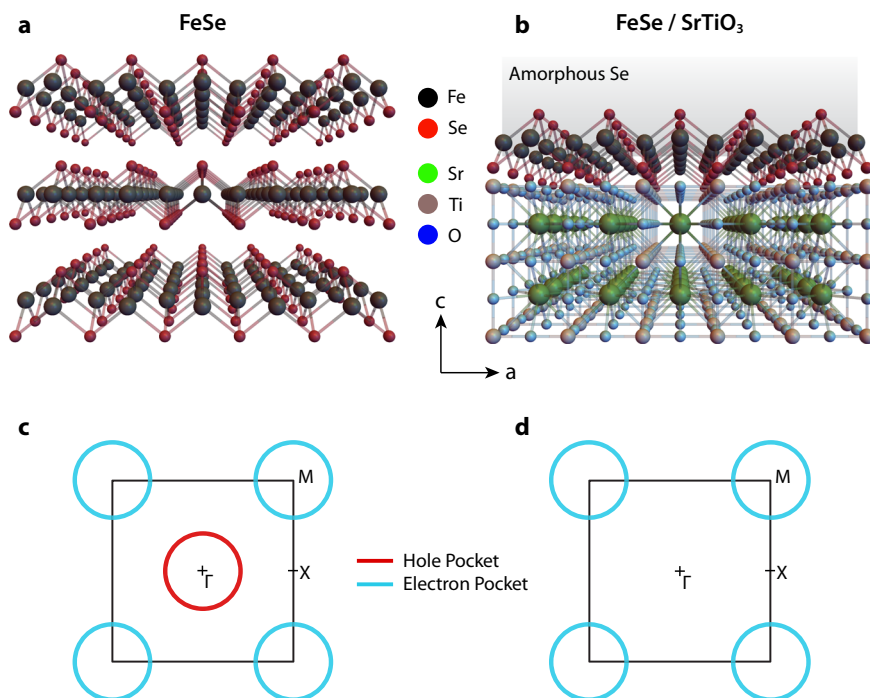 a
FeSe
b
FeSe / SrTiO₃
Amorphous Se
Fe
Se
Sr
Ti
O
c
a
c
M
Γ
X
Hole Pocket
Electron Pocket
d
M
Γ
X